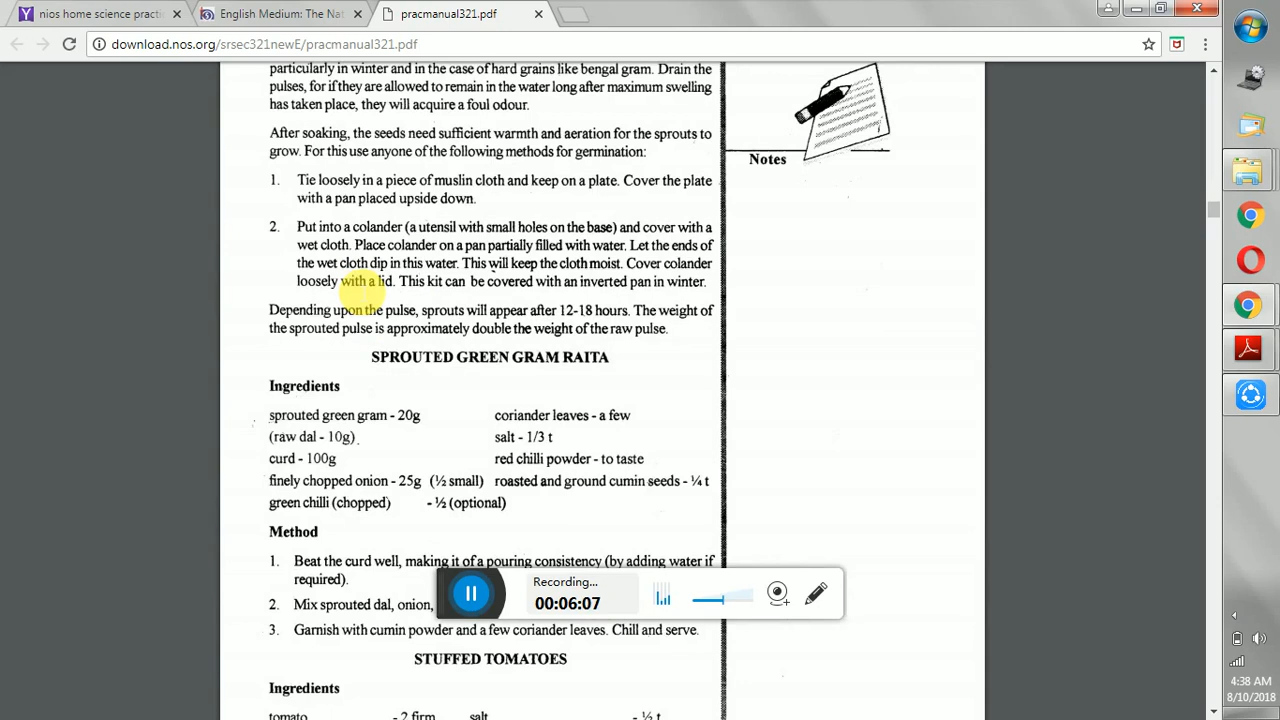 nios home science practi
English Medium: The Nat
pracmanual321.pdf
download.nos.org/srsec321newE/pracmanual321.pdf
particularly in winter and in the case of hard grains like bengal gram. Drain the
pulses, for if they are allowed to remain in the water long after maximum swelling
has taken place, they will acquire a foul odour.
After soaking, the seeds need sufficient warmth and aeration for the sprouts to
grow. For this use anyone of the following methods for germination:
1. Tie loosely in a piece of muslin cloth and keep on a plate. Cover the plate
with a pan placed upside down.
2. Put into a colander (a utensil with small holes on the base) and cover with a
wet cloth. Place colander on a pan partially filled with water. Let the ends of
the wet cloth dip in this water. This will keep the cloth moist. Cover colander
loosely with a lid. This kit can be covered with an inverted pan in winter.
Depending upon the pulse, sprouts will appear after 12-18 hours. The weight of
the sprouted pulse is approximately double the weight of the raw pulse.
SPROUTED GREEN GRAM RAITA
Ingredients
sprouted green gram - 20g coriander leaves - a few
(raw dal - 10g) salt - 1/3 t
curd - 100g red chilli powder - to taste
finely chopped onion - 25g (½ small) roasted and ground cumin seeds - ¼ t
green chilli (chopped) - ½ (optional)
Method
1. Beat the curd well, making it of a pouring consistency (by adding water if
required).
2. Mix sprouted dal, onion,
3. Garnish with cumin powder and a few coriander leaves. Chill and serve.
STUFFED TOMATOES
Ingredients
tomato - 2 firm salt - ½ t
Notes
Recording...
00:06:07
4:38 AM
8/10/2018